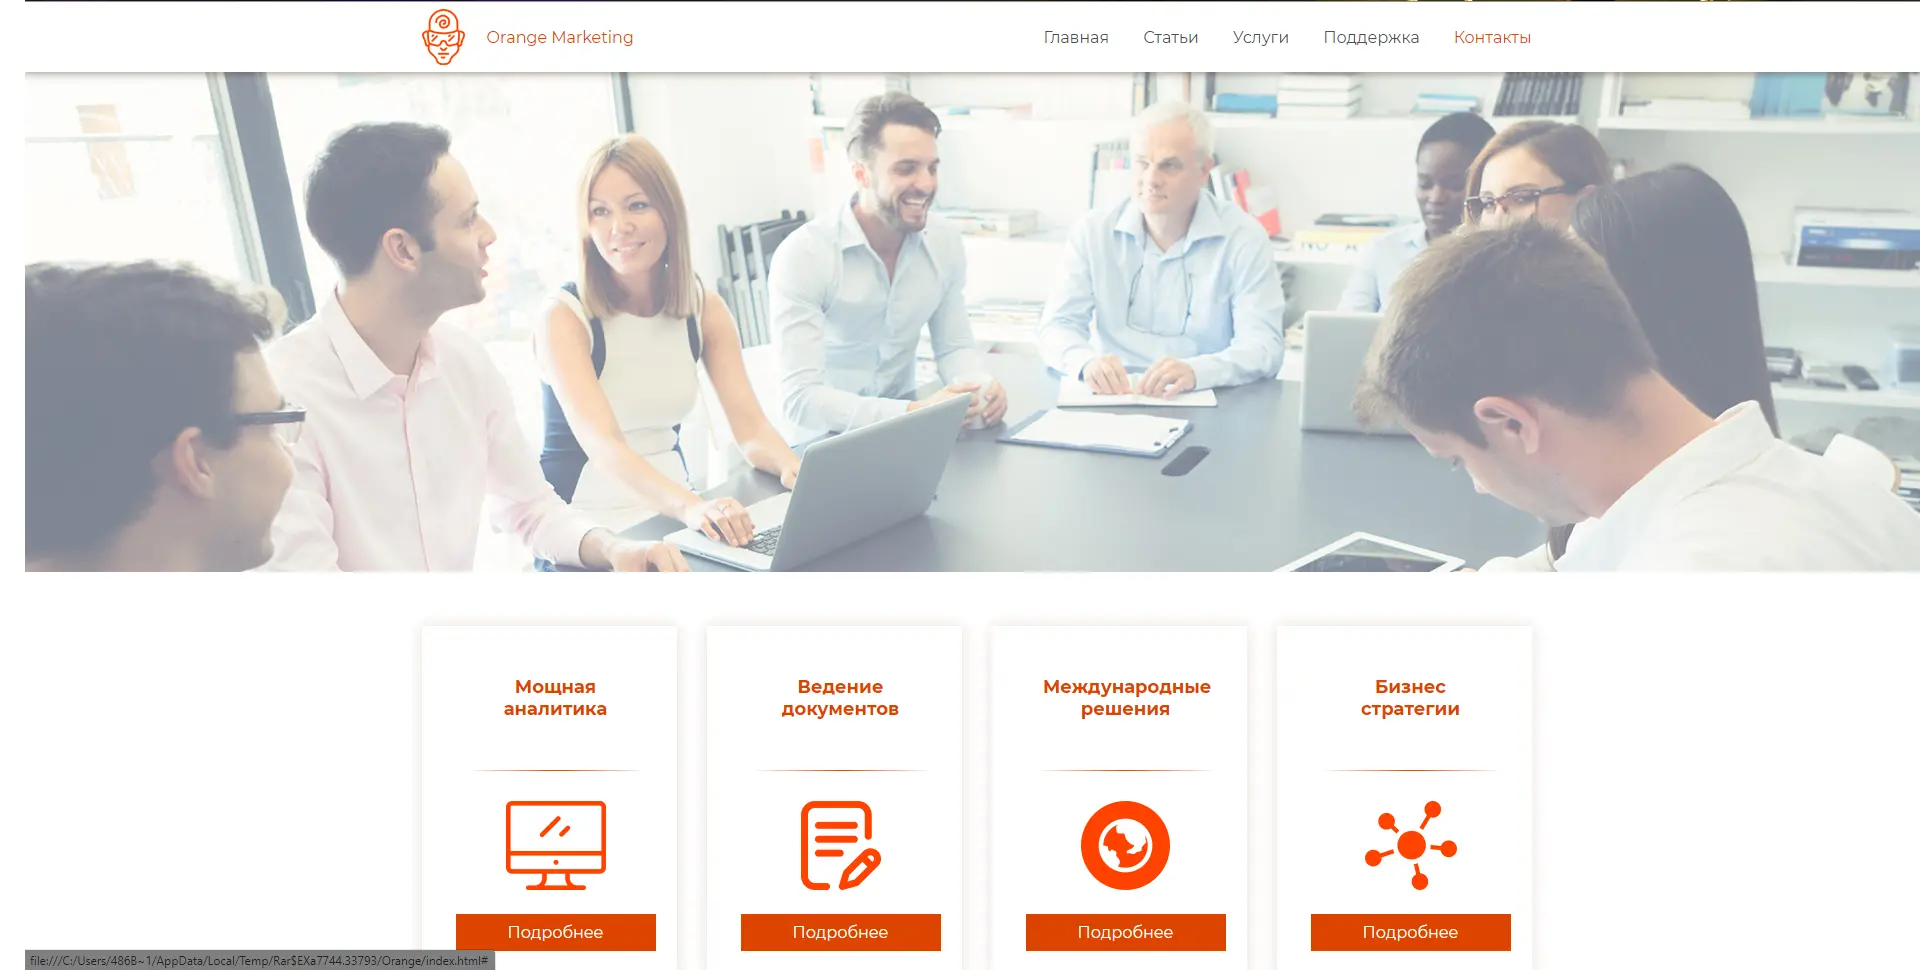 Orange Marketing
Главная Статьи Услуги Поддержка Контакты
Мощная
аналитика
Ведение
документов
Международные
решения
Бизнес
стратегии
Подробнее Подробнее Подробнее Подробнее
file:///C:/Users/486B~1/AppData/Local/Temp/Rar$EXa7744.33793/Orange/index.html#